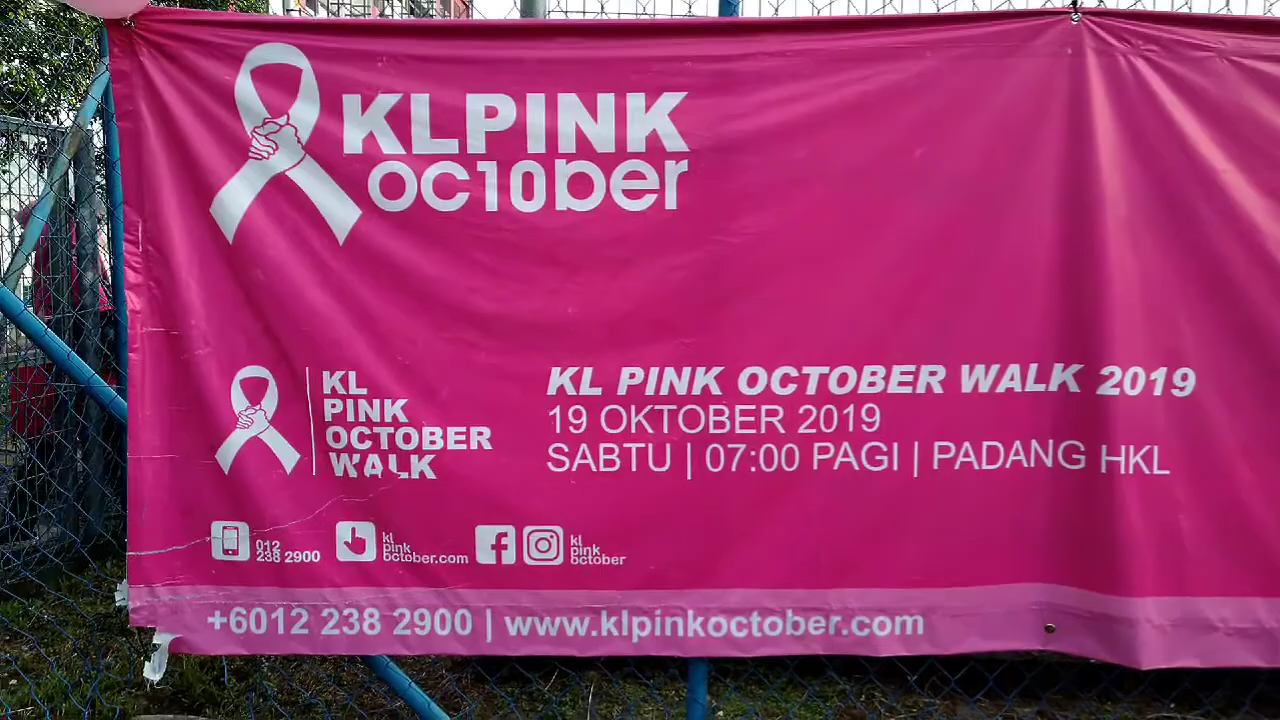 KLPINK
oc10ber
KL
PINK
OCTOBER
WALK
KL PINK OCTOBER WALK 2019
19 OKTOBER 2019
SABTU | 07:00 PAGI | PADANG HKL
012
238 2900
kl
pink
october.com
kl
pink
october
+6012 238 2900 | www.klpinkoctober.com